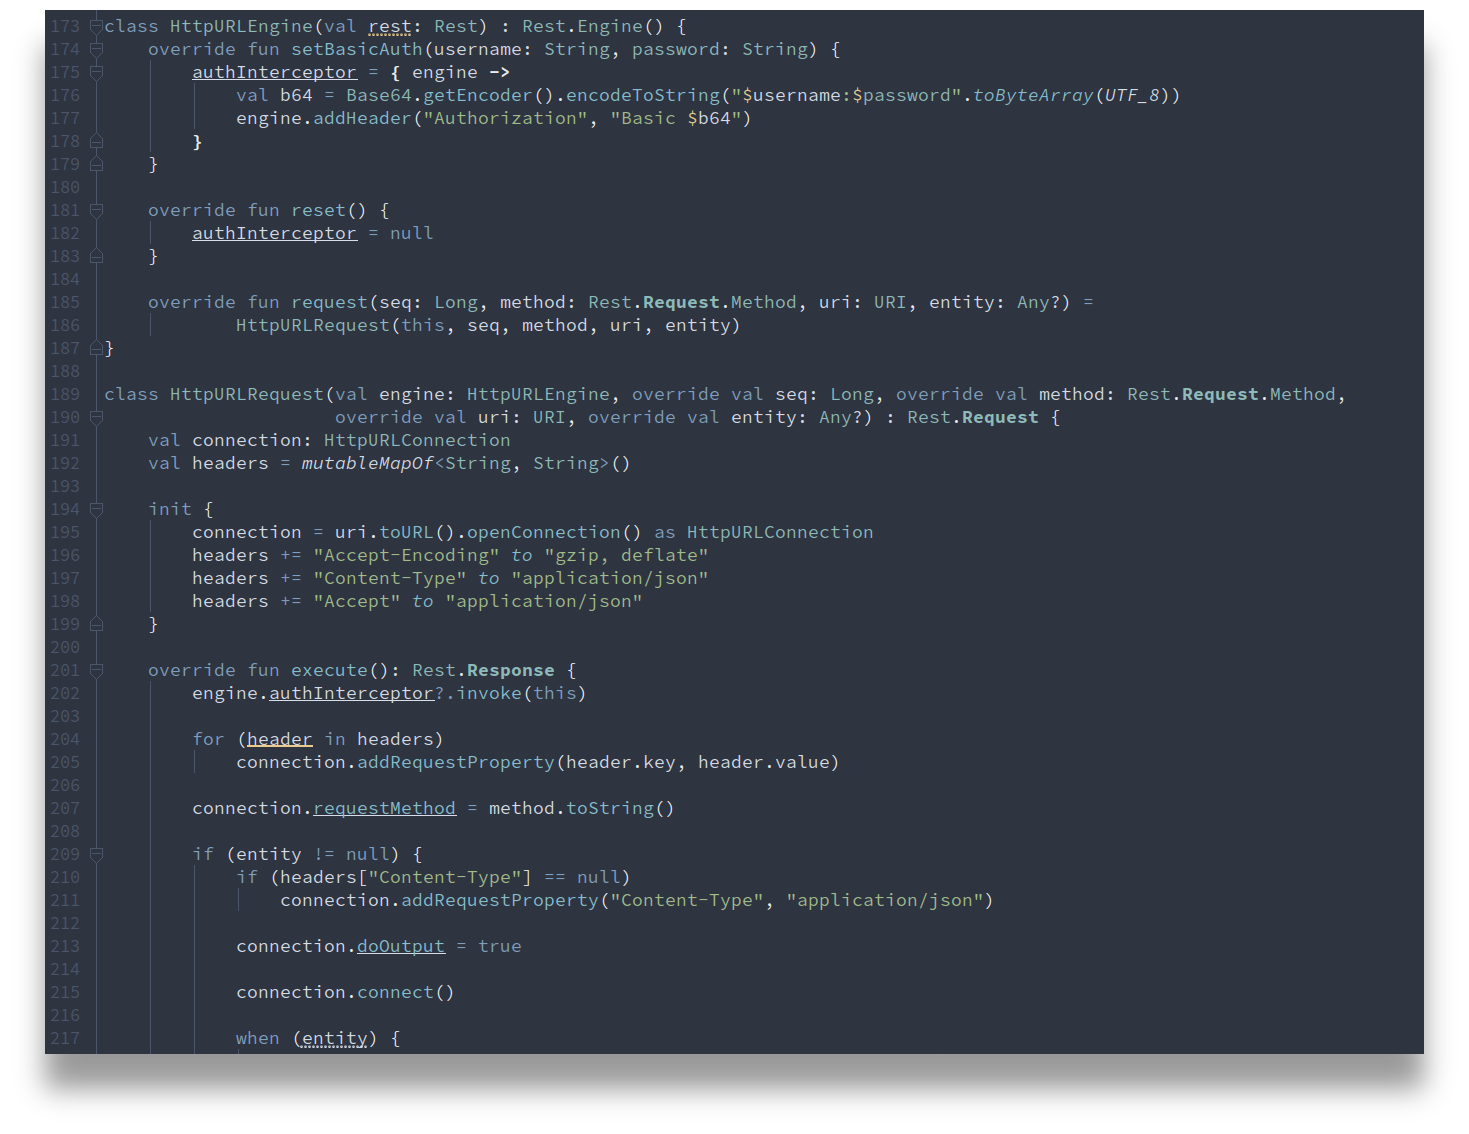 173 class HttpURLEngine(val rest: Rest) : Rest.Engine() {
174     override fun setBasicAuth(username: String, password: String) {
175         authInterceptor = { engine ->
176             val b64 = Base64.getEncoder().encodeToString("$username:$password".toByteArray(UTF_8))
177             engine.addHeader("Authorization", "Basic $b64")
178         }
179     }
180
181     override fun reset() {
182         authInterceptor = null
183     }
184
185     override fun request(seq: Long, method: Rest.Request.Method, uri: URI, entity: Any?) =
186             HttpURLRequest(this, seq, method, uri, entity)
187 }
188
189 class HttpURLRequest(val engine: HttpURLEngine, override val seq: Long, override val method: Rest.Request.Method,
190                      override val uri: URI, override val entity: Any?) : Rest.Request {
191     val connection: HttpURLConnection
192     val headers = mutableMapOf<String, String>()
193
194     init {
195         connection = uri.toURL().openConnection() as HttpURLConnection
196         headers += "Accept-Encoding" to "gzip, deflate"
197         headers += "Content-Type" to "application/json"
198         headers += "Accept" to "application/json"
199     }
200
201     override fun execute(): Rest.Response {
202         engine.authInterceptor?.invoke(this)
203
204         for (header in headers)
205             connection.addRequestProperty(header.key, header.value)
206
207         connection.requestMethod = method.toString()
208
209         if (entity != null) {
210             if (headers["Content-Type"] == null)
211                 connection.addRequestProperty("Content-Type", "application/json")
212
213             connection.doOutput = true
214
215             connection.connect()
216
217             when (entity) {